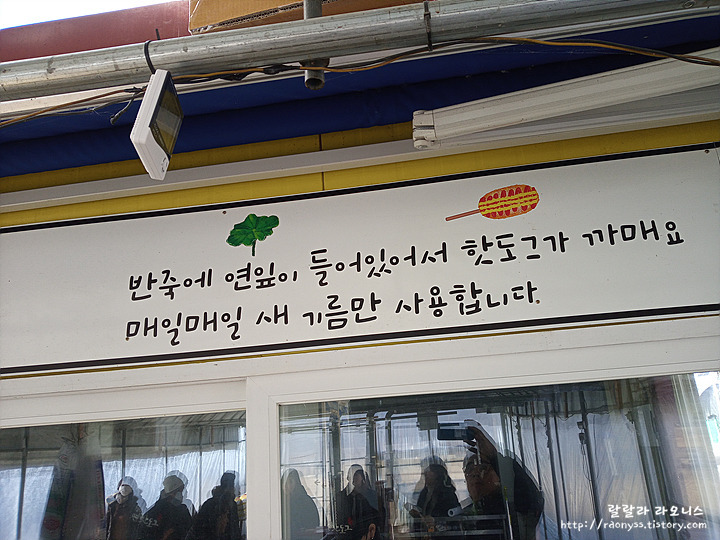 반죽에 연잎이 들어있어서 핫도그가 까매요
매일매일 새 기름만 사용합니다.
랄랄라 라오니스
http://raonyss.tistory.com